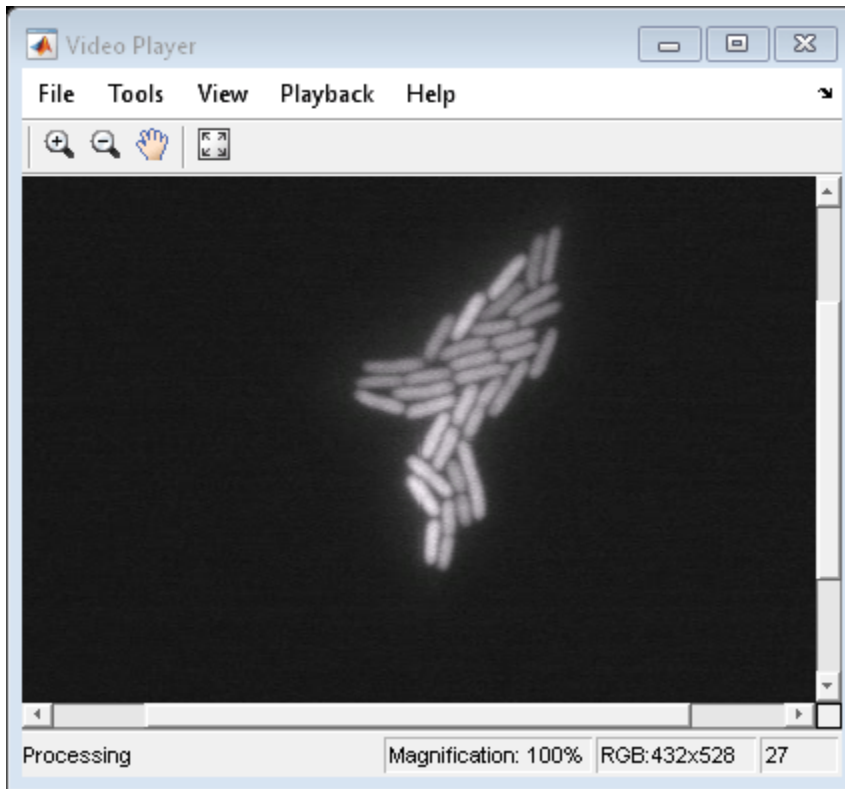 Video Player
File Tools View Playback Help
Processing Magnification: 100% RGB:432x528 27